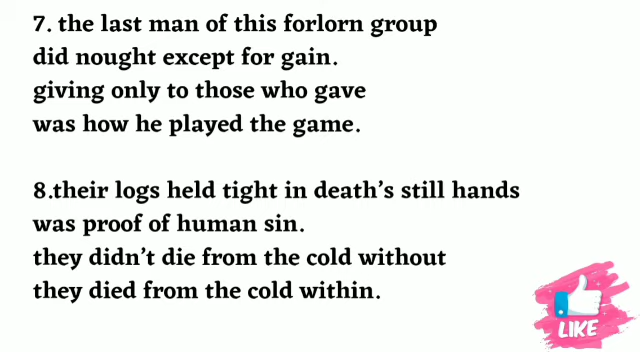 7. the last man of this forlorn group
did nought except for gain.
giving only to those who gave
was how he played the game.
8.their logs held tight in death's still hands
was proof of human sin.
they didn't die from the cold without
they died from the cold within.
LIKE